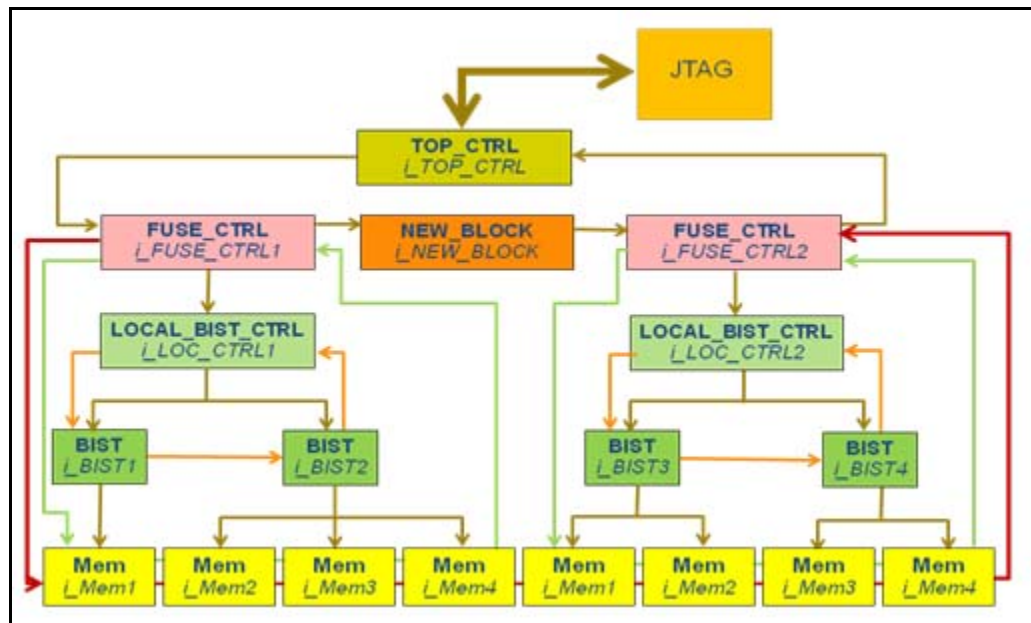 JTAG
TOP_CTRL
i_TOP_CTRL
FUSE_CTRL
i_FUSE_CTRL1
NEW_BLOCK
i_NEW_BLOCK
FUSE_CTRL
i_FUSE_CTRL2
LOCAL_BIST_CTRL
i_LOC_CTRL1
LOCAL_BIST_CTRL
i_LOC_CTRL2
BIST
i_BIST1
BIST
i_BIST2
BIST
i_BIST3
BIST
i_BIST4
Mem
i_Mem1
Mem
i_Mem2
Mem
i_Mem3
Mem
i_Mem4
Mem
i_Mem1
Mem
i_Mem2
Mem
i_Mem3
Mem
i_Mem4